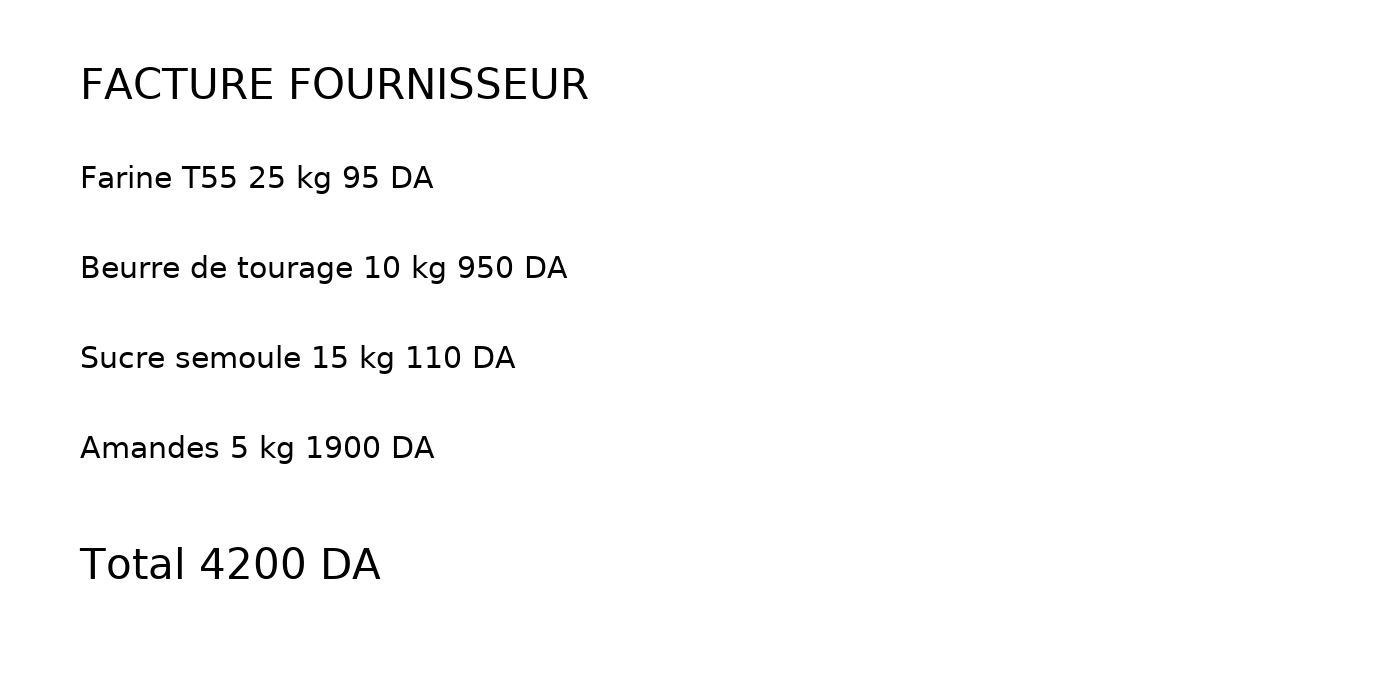 FACTURE FOURNISSEUR
Farine T55 25 kg 95 DA
Beurre de tourage 10 kg 950 DA
Sucre semoule 15 kg 110 DA
Amandes 5 kg 1900 DA
Total 4200 DA